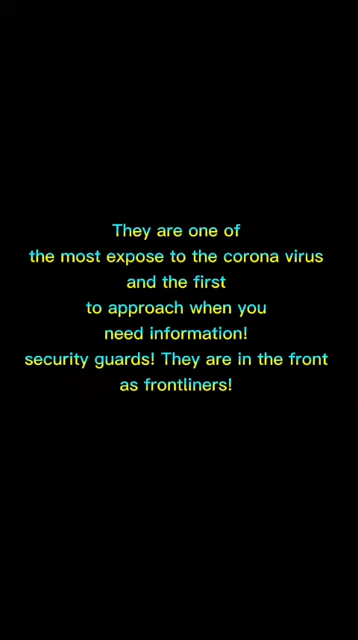 They are one of
the most expose to the corona virus
and the first
to approach when you
need information!
security guards! They are in the front
as frontliners!